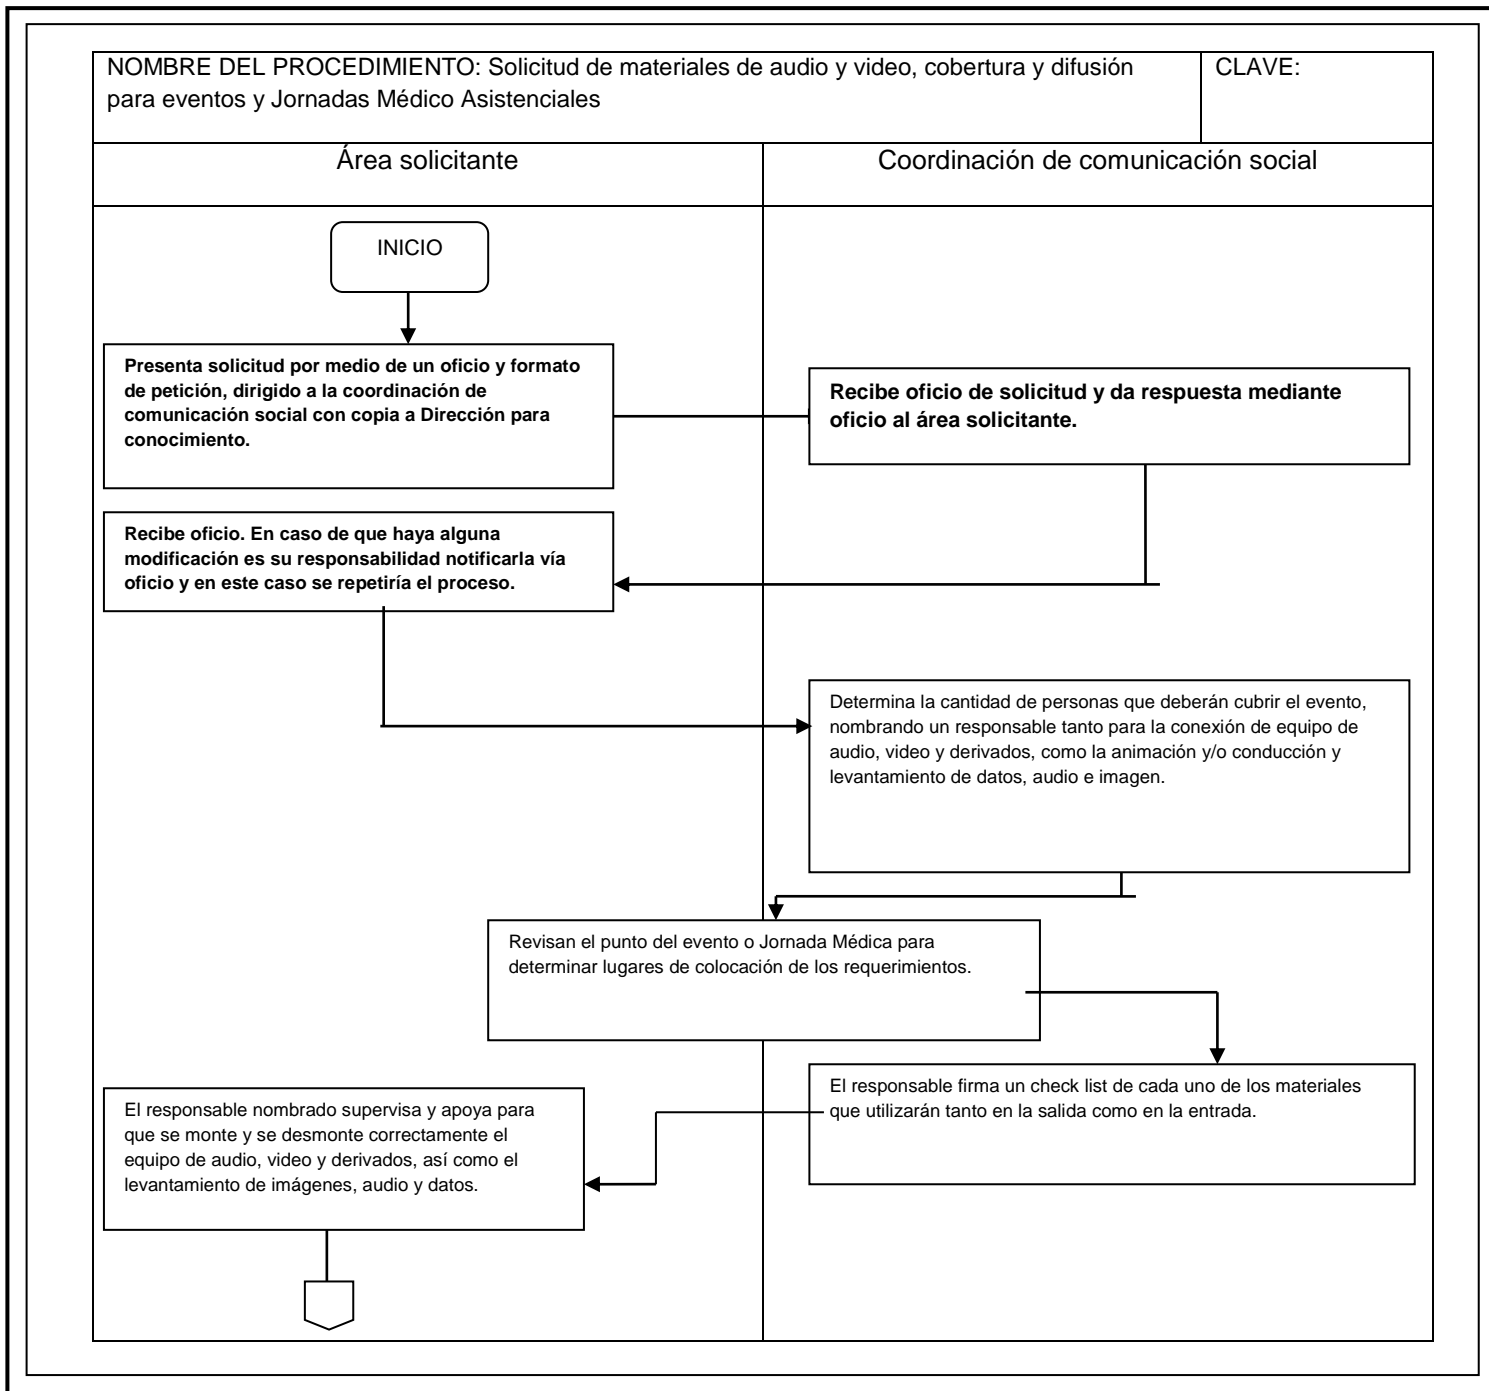 NOMBRE DEL PROCEDIMIENTO: Solicitud de materiales de audio y video, cobertura y difusión
para eventos y Jornadas Médico Asistenciales
CLAVE:
Área solicitante
Coordinación de comunicación social
INICIO
Presenta solicitud por medio de un oficio y formato
de petición, dirigido a la coordinación de
comunicación social con copia a Dirección para
conocimiento.
Recibe oficio de solicitud y da respuesta mediante
oficio al área solicitante.
Recibe oficio. En caso de que haya alguna
modificación es su responsabilidad notificarla vía
oficio y en este caso se repetiría el proceso.
Determina la cantidad de personas que deberán cubrir el evento,
nombrando un responsable tanto para la conexión de equipo de
audio, video y derivados, como la animación y/o conducción y
levantamiento de datos, audio e imagen.
Revisan el punto del evento o Jornada Médica para
determinar lugares de colocación de los requerimientos.
El responsable firma un check list de cada uno de los materiales
que utilizarán tanto en la salida como en la entrada.
El responsable nombrado supervisa y apoya para
que se monte y se desmonte correctamente el
equipo de audio, video y derivados, así como el
levantamiento de imágenes, audio y datos.